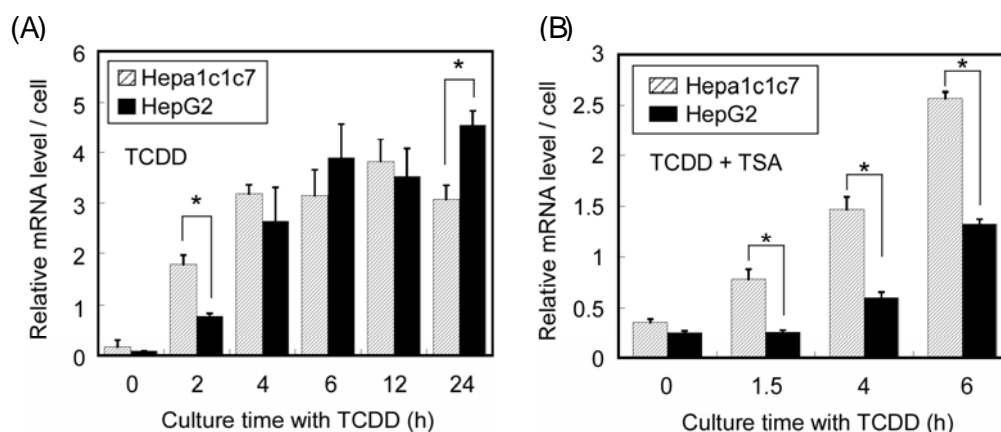 (A)
Relative mRNA level / cell
6
5
4
3
2
1
0
Hepa1c1c7
HepG2
TCDD
*
*
0 2 4 6 12 24
Culture time with TCDD (h)
(B)
Relative mRNA level / cell
3
2.5
2
1.5
1
0.5
0
Hepa1c1c7
HepG2
TCDD + TSA
*
*
*
0 1.5 4 6
Culture time with TCDD (h)